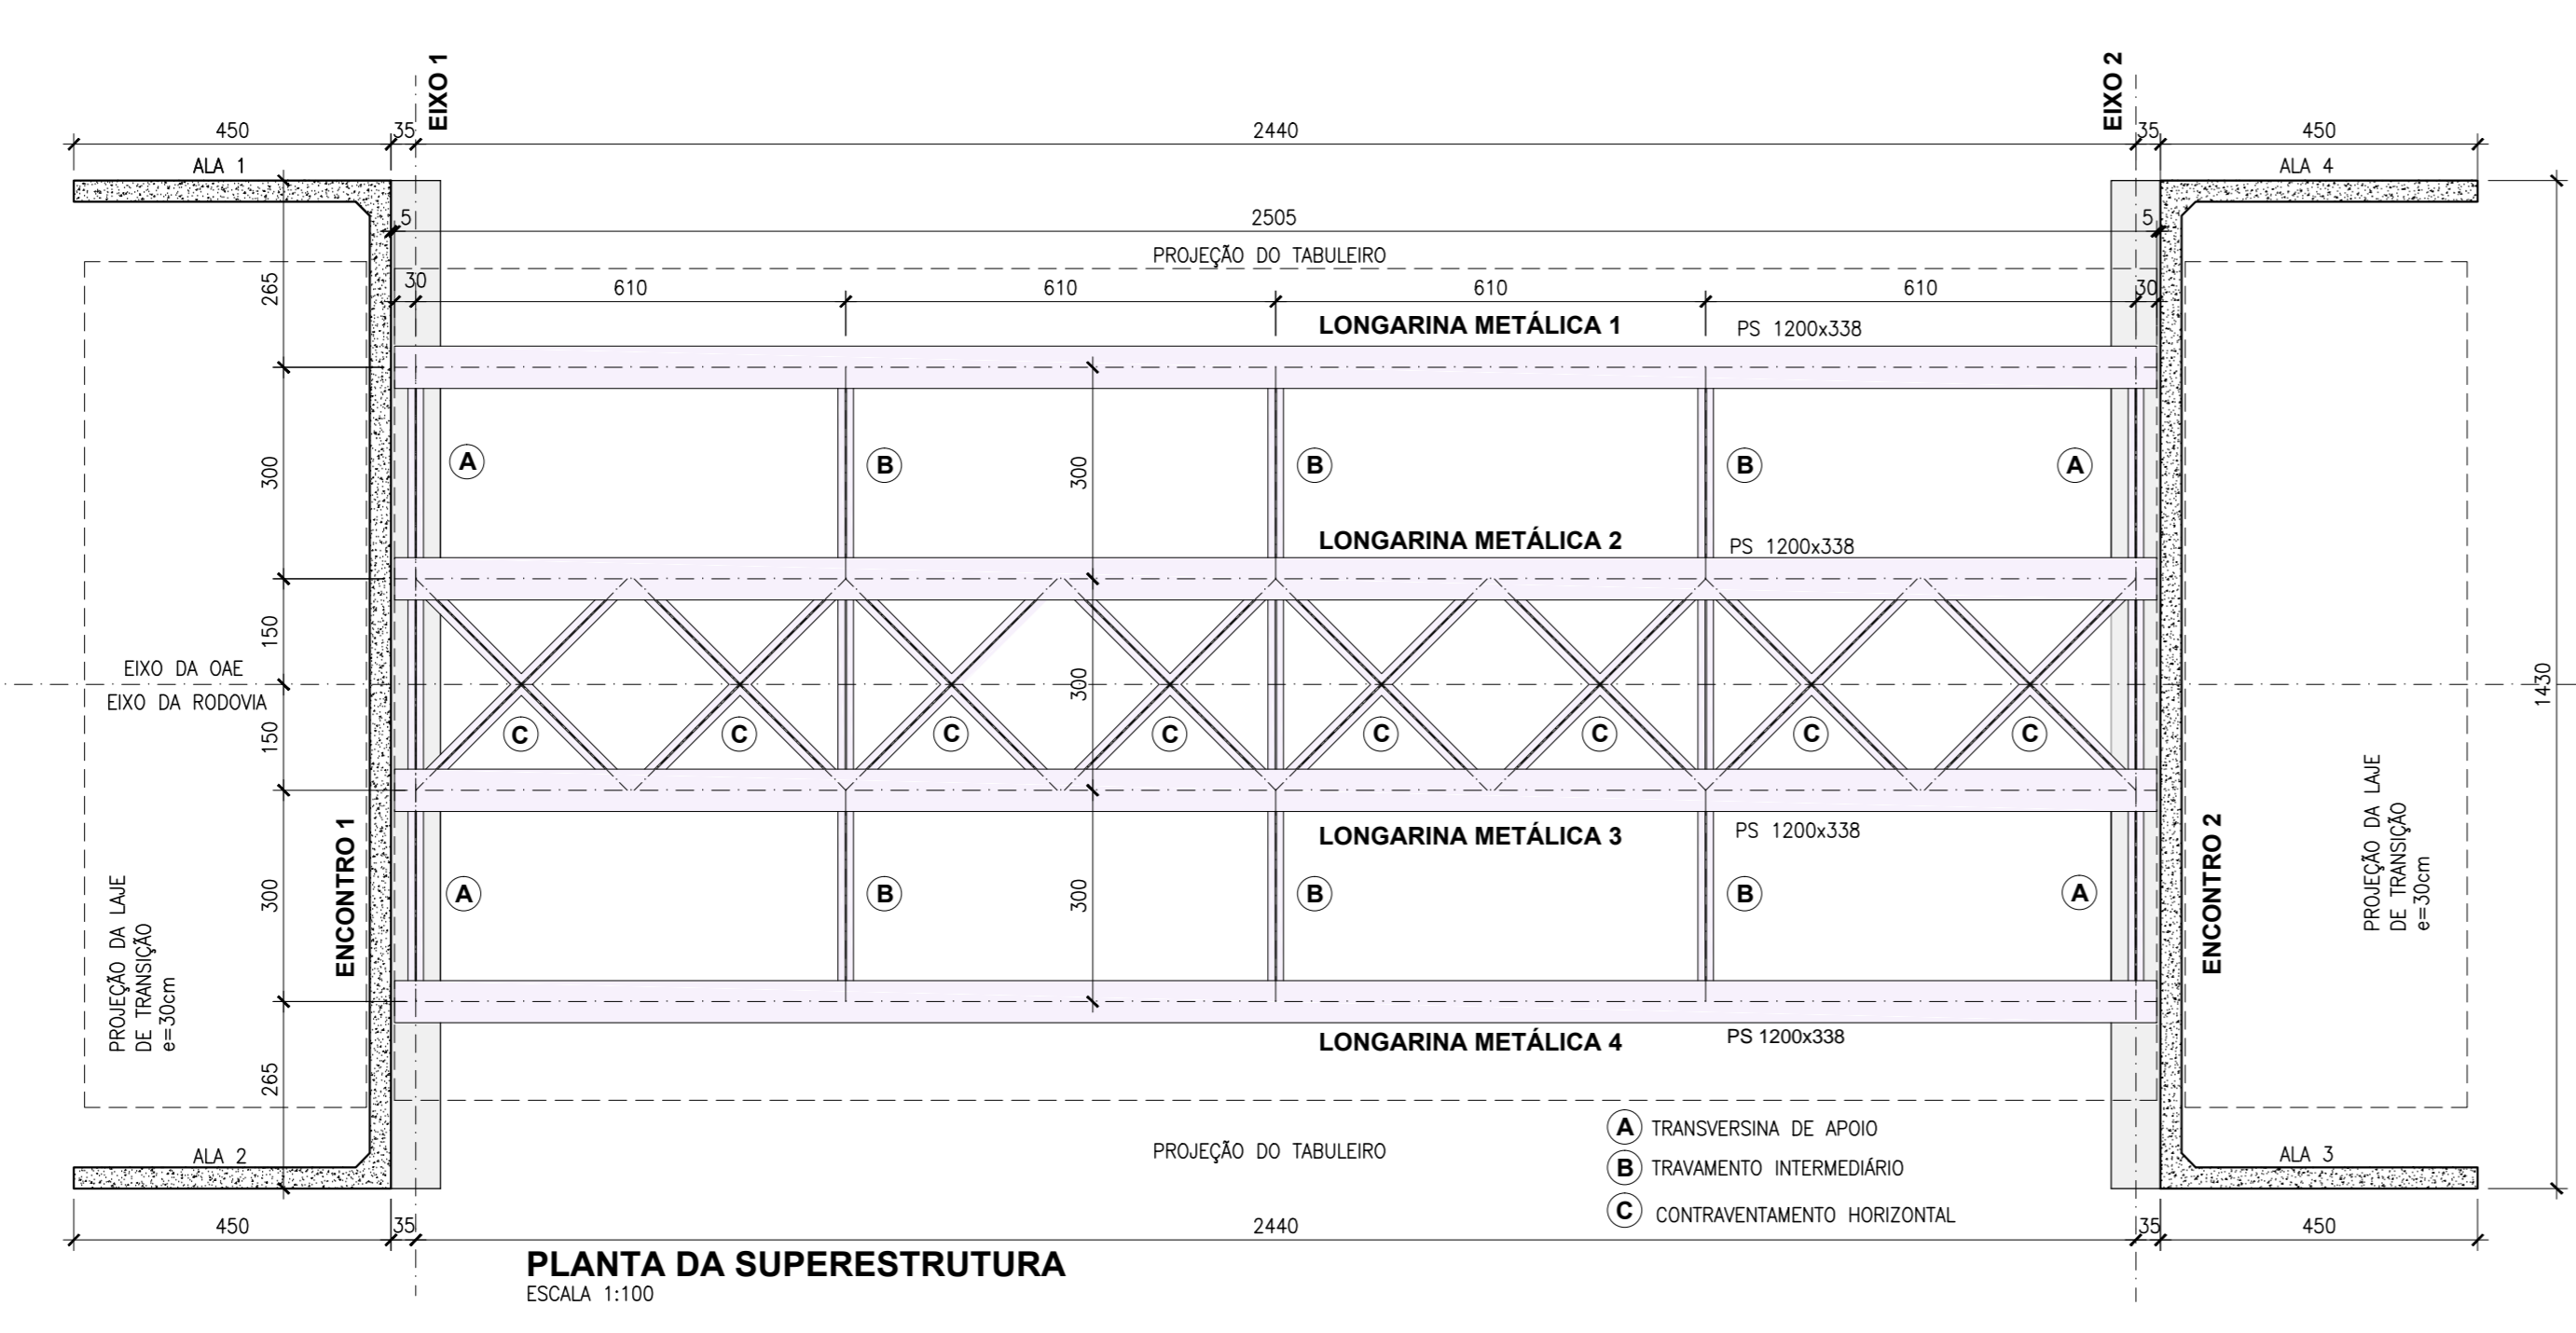 EIXO 1
EIXO 2
450
35
2440
35
450
ALA 1
ALA 4
5
2505
5
PROJEÇÃO DO TABULEIRO
30
610
610
610
610
30
265
LONGARINA METÁLICA 1
PS 1200x338
A
B
B
B
A
300
300
LONGARINA METÁLICA 2
PS 1200x338
150
EIXO DA OAE
EIXO DA RODOVIA
300
1430
150
C
C
C
C
C
C
C
C
LONGARINA METÁLICA 3
PS 1200x338
ENCONTRO 1
ENCONTRO 2
A
B
B
B
A
300
300
PROJEÇÃO DA LAJE
DE TRANSIÇÃO
e=30cm
PROJEÇÃO DA LAJE
DE TRANSIÇÃO
e=30cm
LONGARINA METÁLICA 4
PS 1200x338
265
A TRANSVERSINA DE APOIO
PROJEÇÃO DO TABULEIRO
B TRAVAMENTO INTERMEDIÁRIO
C CONTRAVENTAMENTO HORIZONTAL
ALA 2
ALA 3
450
35
2440
35
450
PLANTA DA SUPERESTRUTURA
ESCALA 1:100